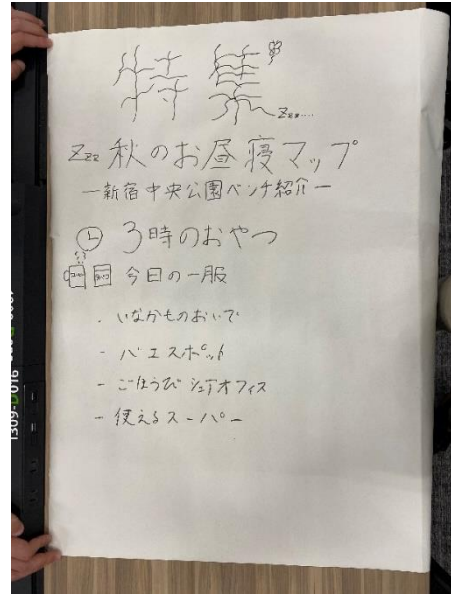 特集
Zzz....
Zzz 秋のお昼寝マップ
ー新宿中央公園ベンチ紹介ー
3時のおやつ
今日の一服
- いなかものおいで
- バエスポット
- ごほうび シェアオフィス
- 使えるスーパー